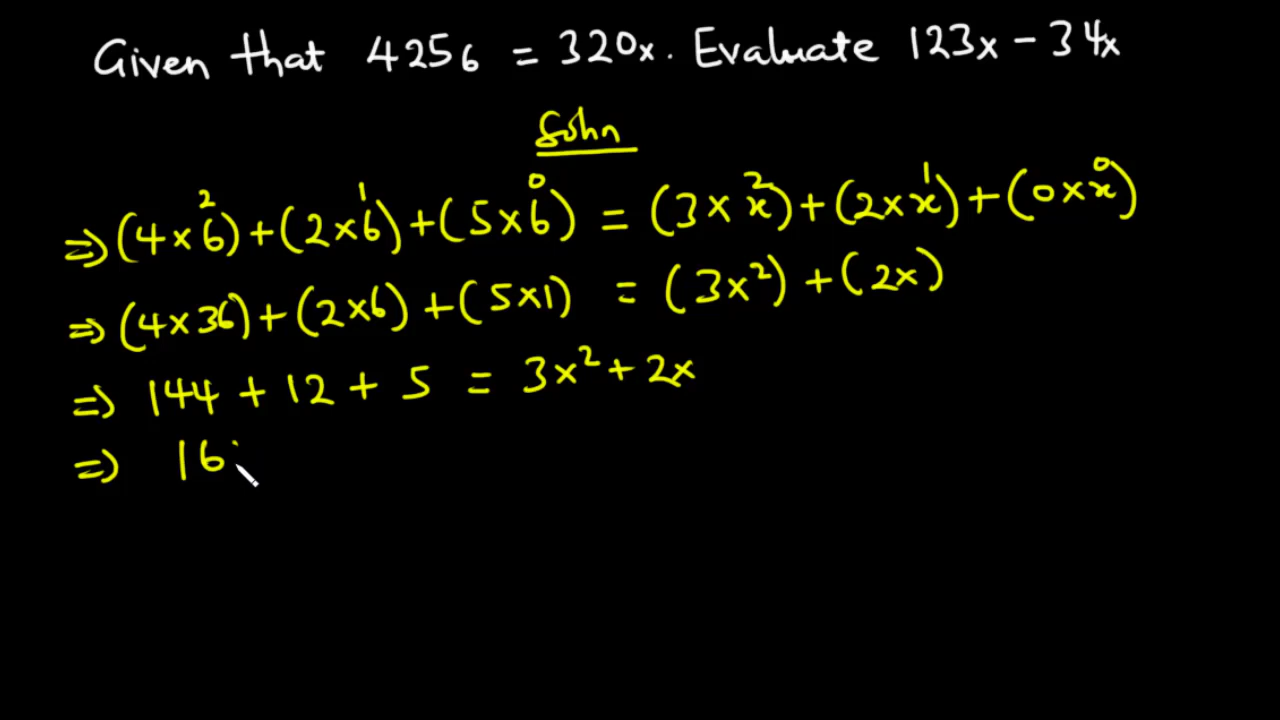 Given that 425₆ = 320ₓ. Evaluate 123ₓ - 34ₓ
Soln
⇒ (4 × 6²) + (2 × 6¹) + (5 × 6⁰) = (3 × x²) + (2 × x¹) + (0 × x⁰)
⇒ (4 × 36) + (2 × 6) + (5 × 1) = (3x²) + (2x)
⇒ 144 + 12 + 5 = 3x² + 2x
⇒ 16